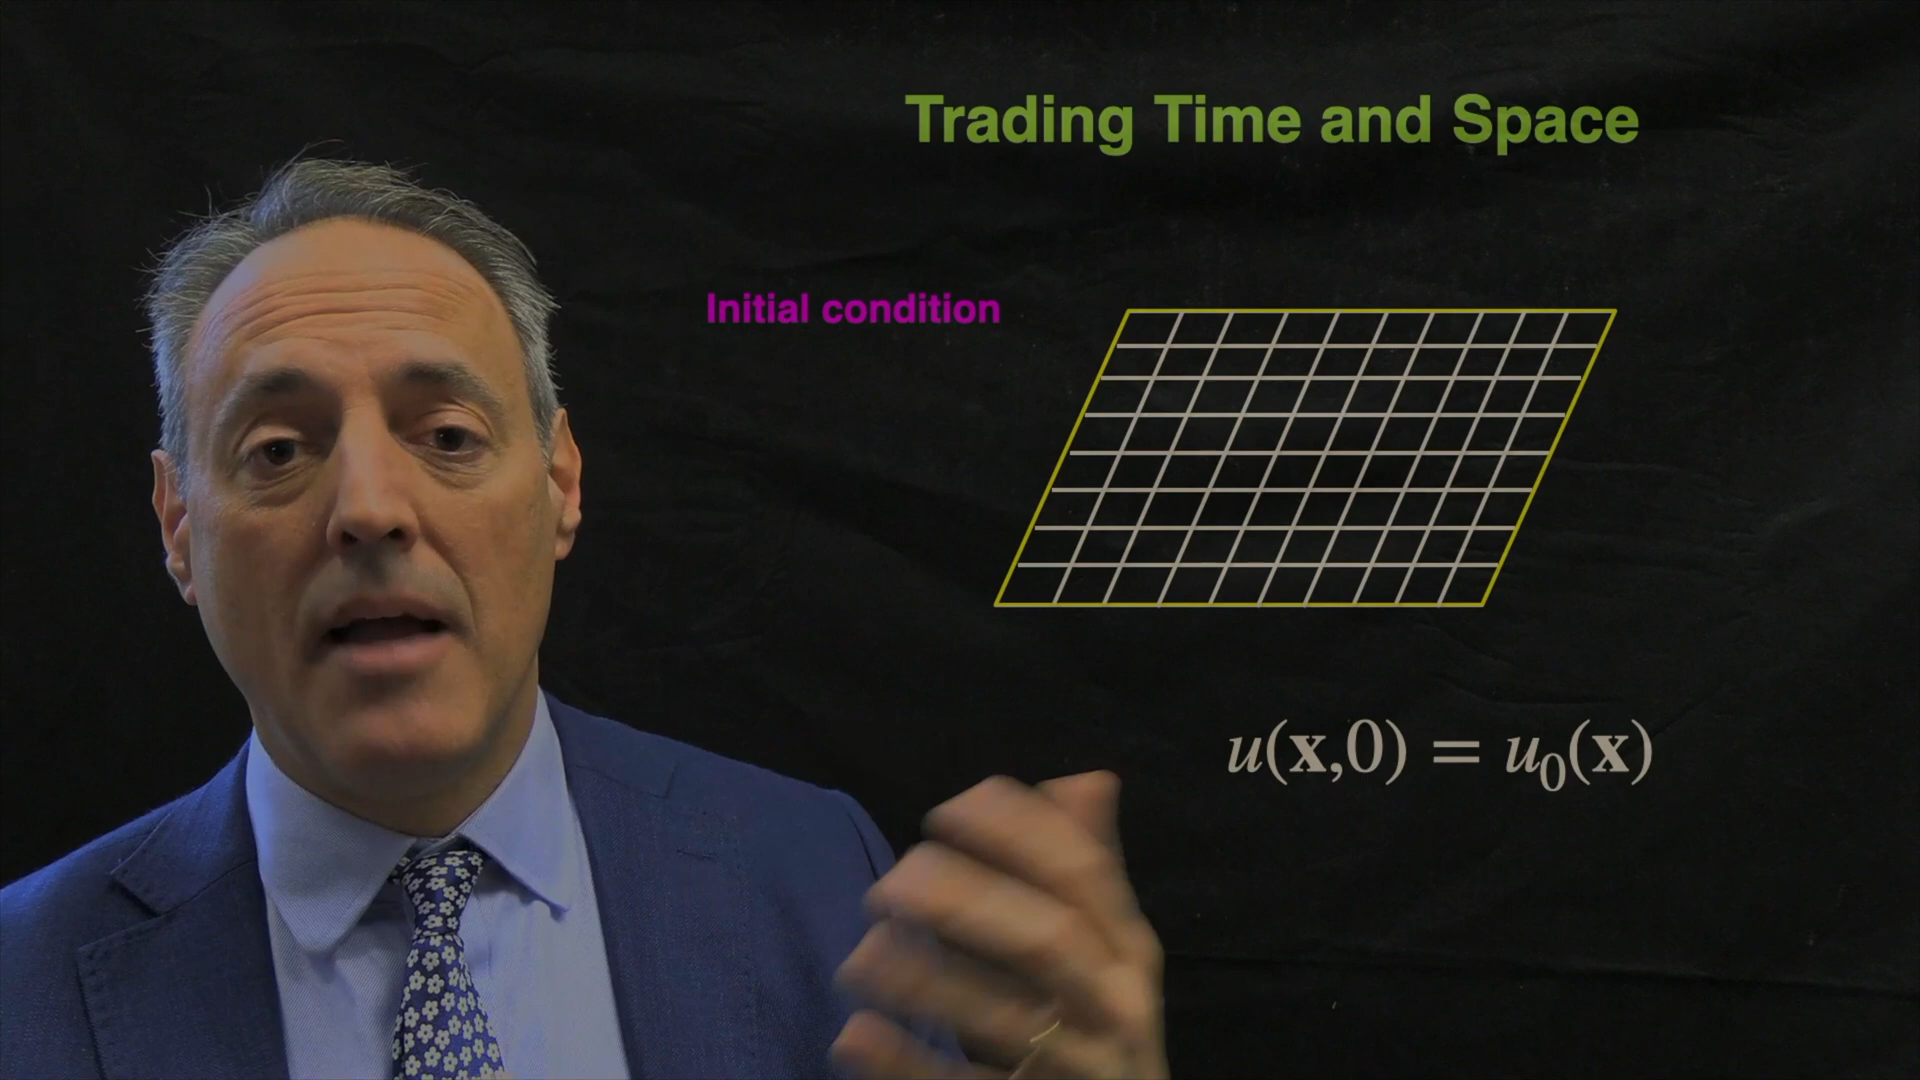 Trading Time and Space
Initial condition
u(x,0) = u₀(x)